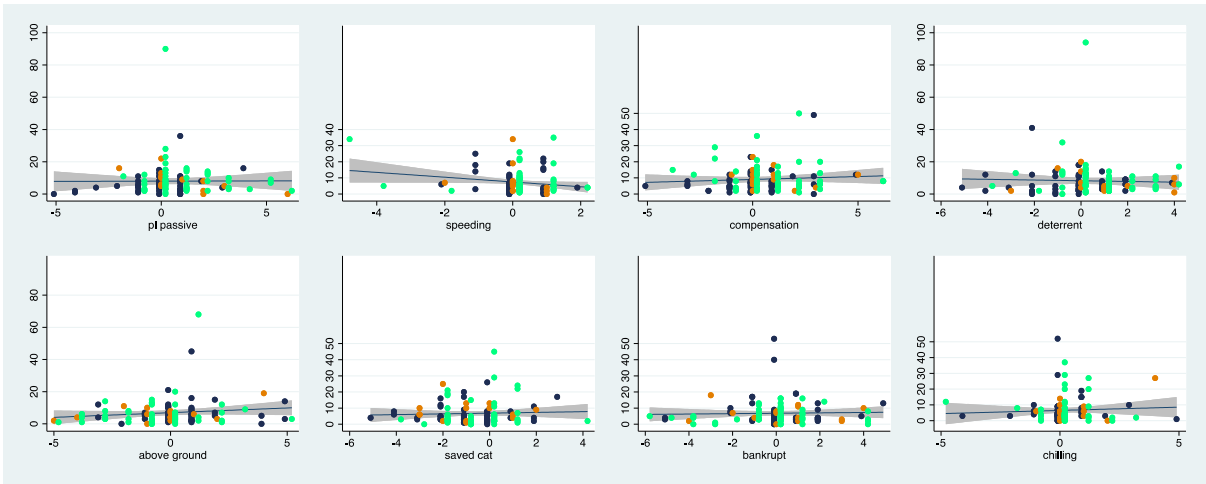 0 20 40 60 80 100
-5 0 5
pl passive
0 10 20 30 40
-4 -2 0 2
speeding
0 10 20 30 40 50
-5 0 5
compensation
0 20 40 60 80 100
-6 -4 -2 0 2 4
deterrent
0 20 40 60 80
-5 0 5
above ground
0 10 20 30 40 50
-6 -4 -2 0 2 4
saved cat
0 10 20 30 40 50
-6 -4 -2 0 2 4
bankrupt
0 10 20 30 40 50
-5 0 5
chilling